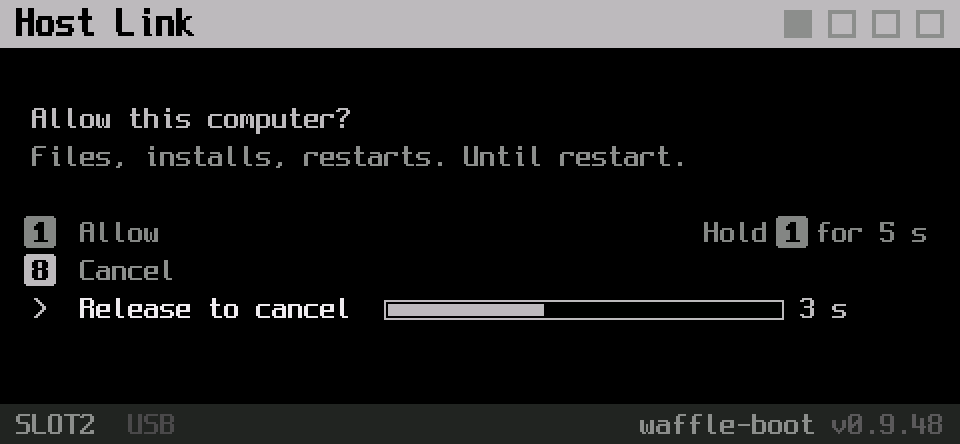 Host Link
Allow this computer?
Files, installs, restarts. Until restart.
1 Allow Hold 1 for 5 s
8 Cancel
> Release to cancel 3 s
SLOT2 USB waffle-boot v0.9.48